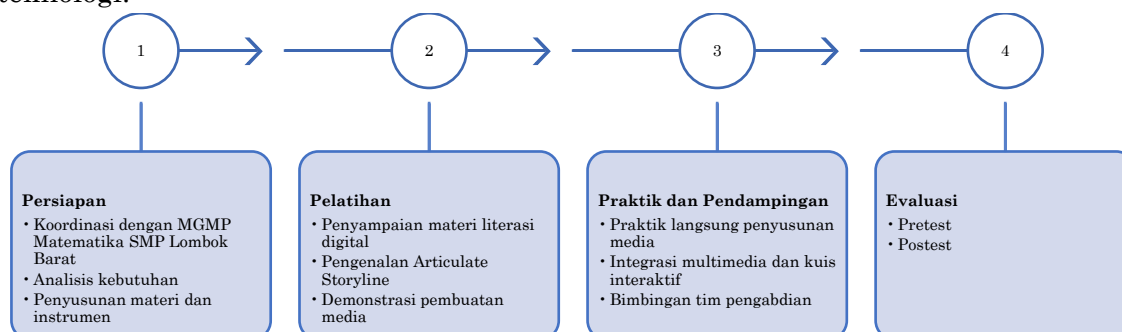 teknologi.
1
2
3
4
Persiapan
• Koordinasi dengan MGMP
Matematika SMP Lombok
Barat
• Analisis kebutuhan
• Penyusunan materi dan
instrumen
Pelatihan
• Penyampaian materi literasi
digital
• Pengenalan Articulate
Storyline
• Demonstrasi pembuatan
media
Praktik dan Pendampingan
• Praktik langsung penyusunan
media
• Integrasi multimedia dan kuis
interaktif
• Bimbingan tim pengabdian
Evaluasi
• Pretest
• Postest